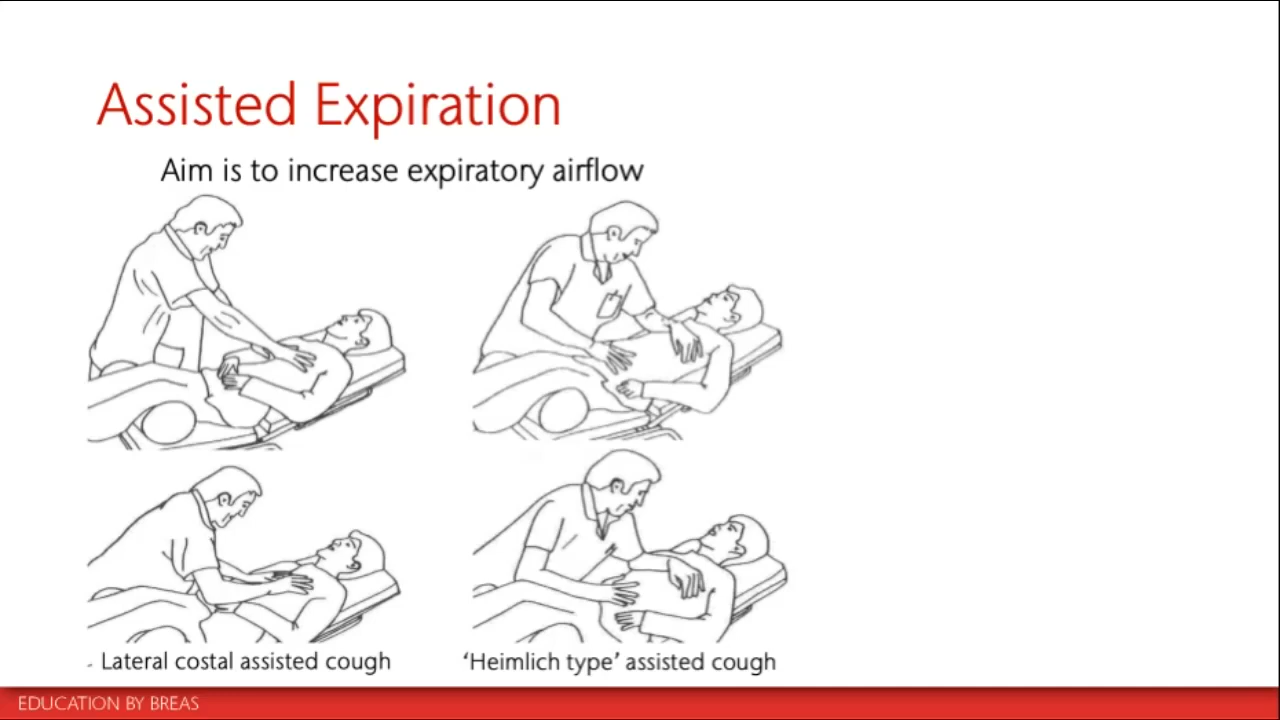 Assisted Expiration
Aim is to increase expiratory airflow
- Lateral costal assisted cough
‘Heimlich type’ assisted cough
EDUCATION BY BREAS